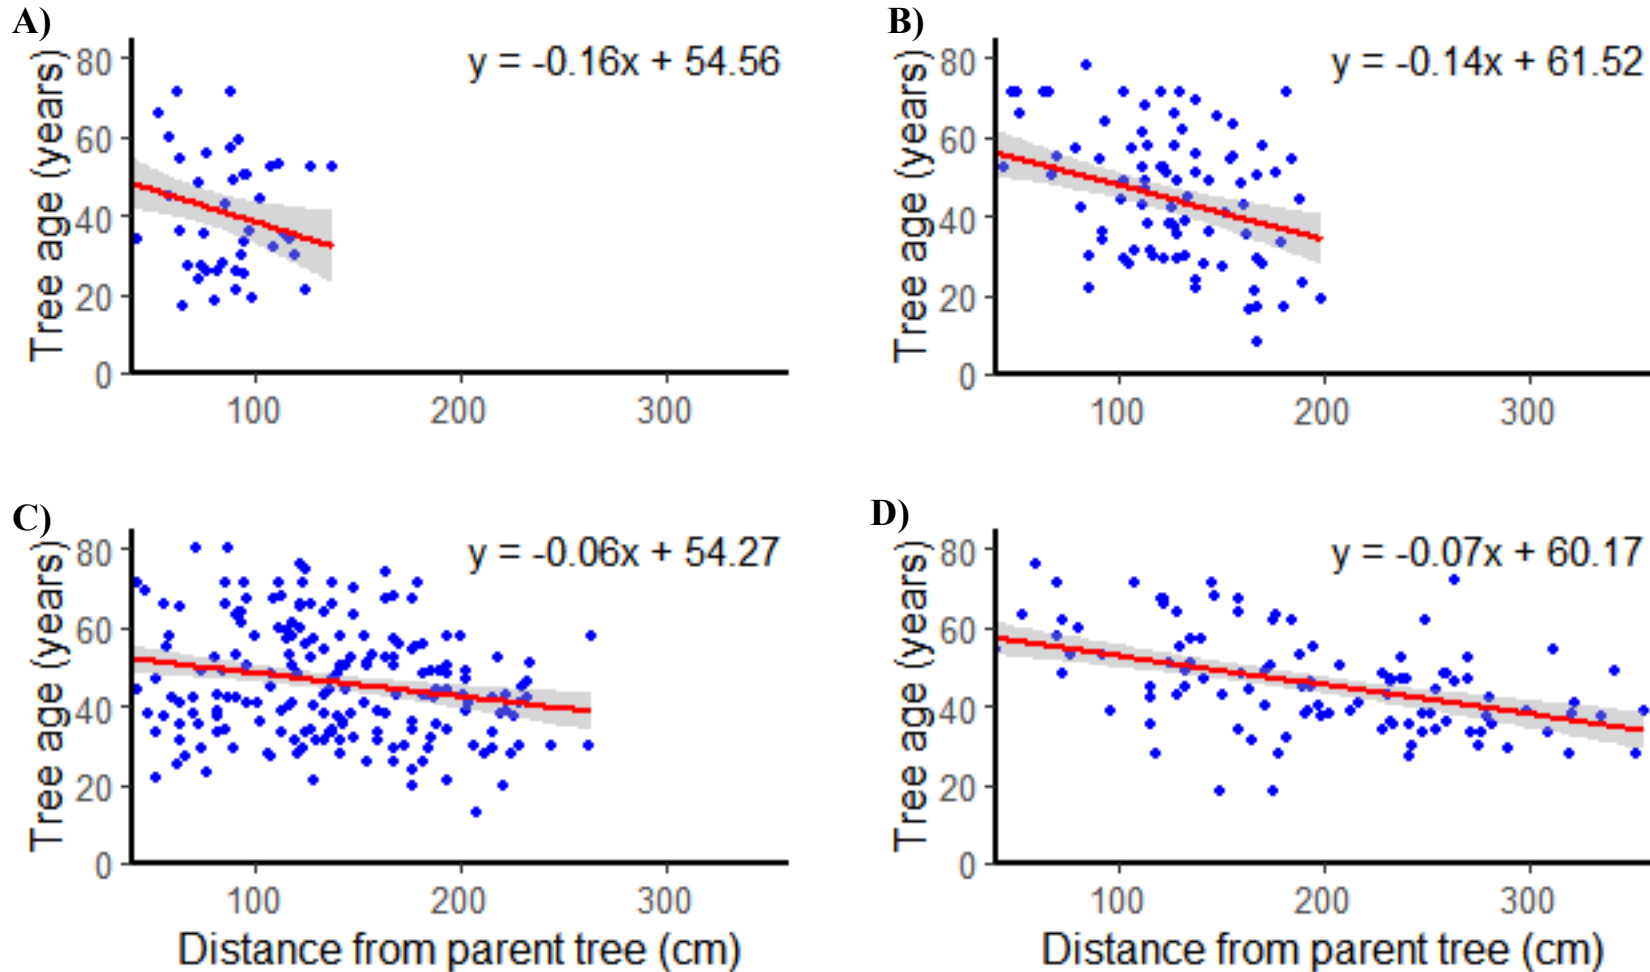 A)
y = -0.16x + 54.56
Tree age (years)
80
60
40
20
0
100 200 300
B)
y = -0.14x + 61.52
Tree age (years)
80
60
40
20
0
100 200 300
C)
y = -0.06x + 54.27
Tree age (years)
80
60
40
20
0
100 200 300
Distance from parent tree (cm)
D)
y = -0.07x + 60.17
Tree age (years)
80
60
40
20
0
100 200 300
Distance from parent tree (cm)